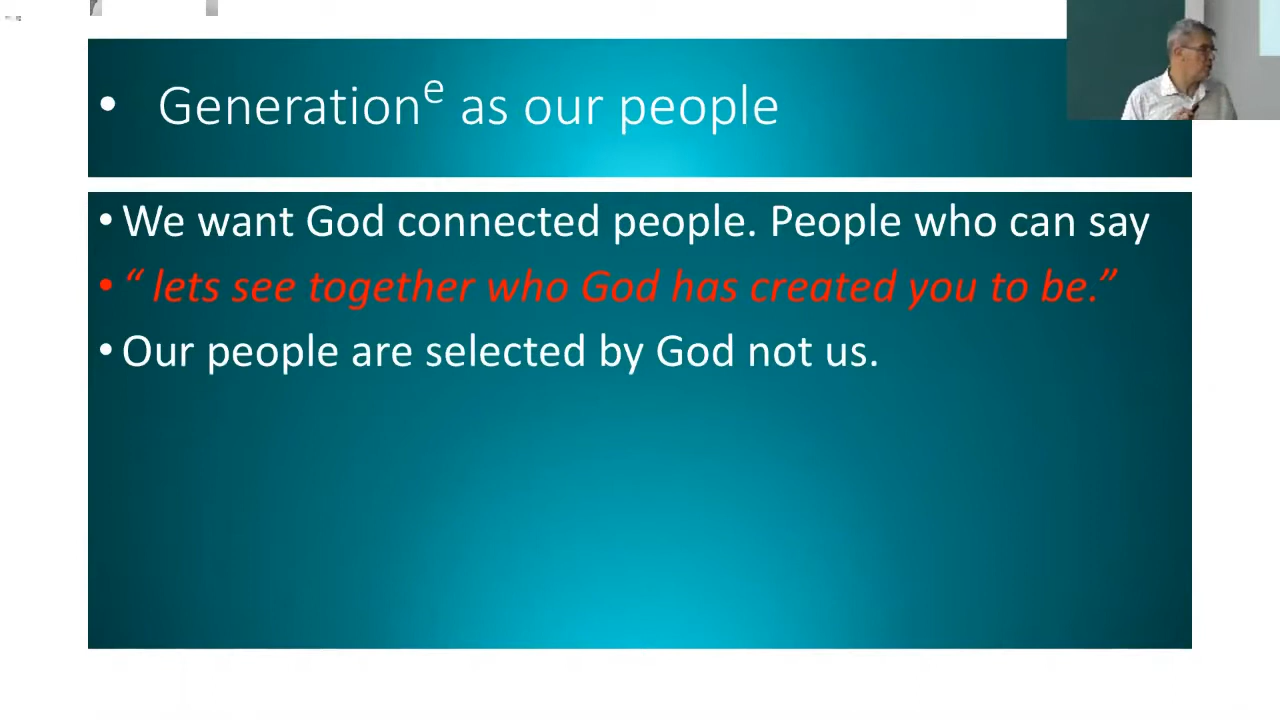 • Generationᵉ as our people
• We want God connected people. People who can say
• “ lets see together who God has created you to be.”
• Our people are selected by God not us.